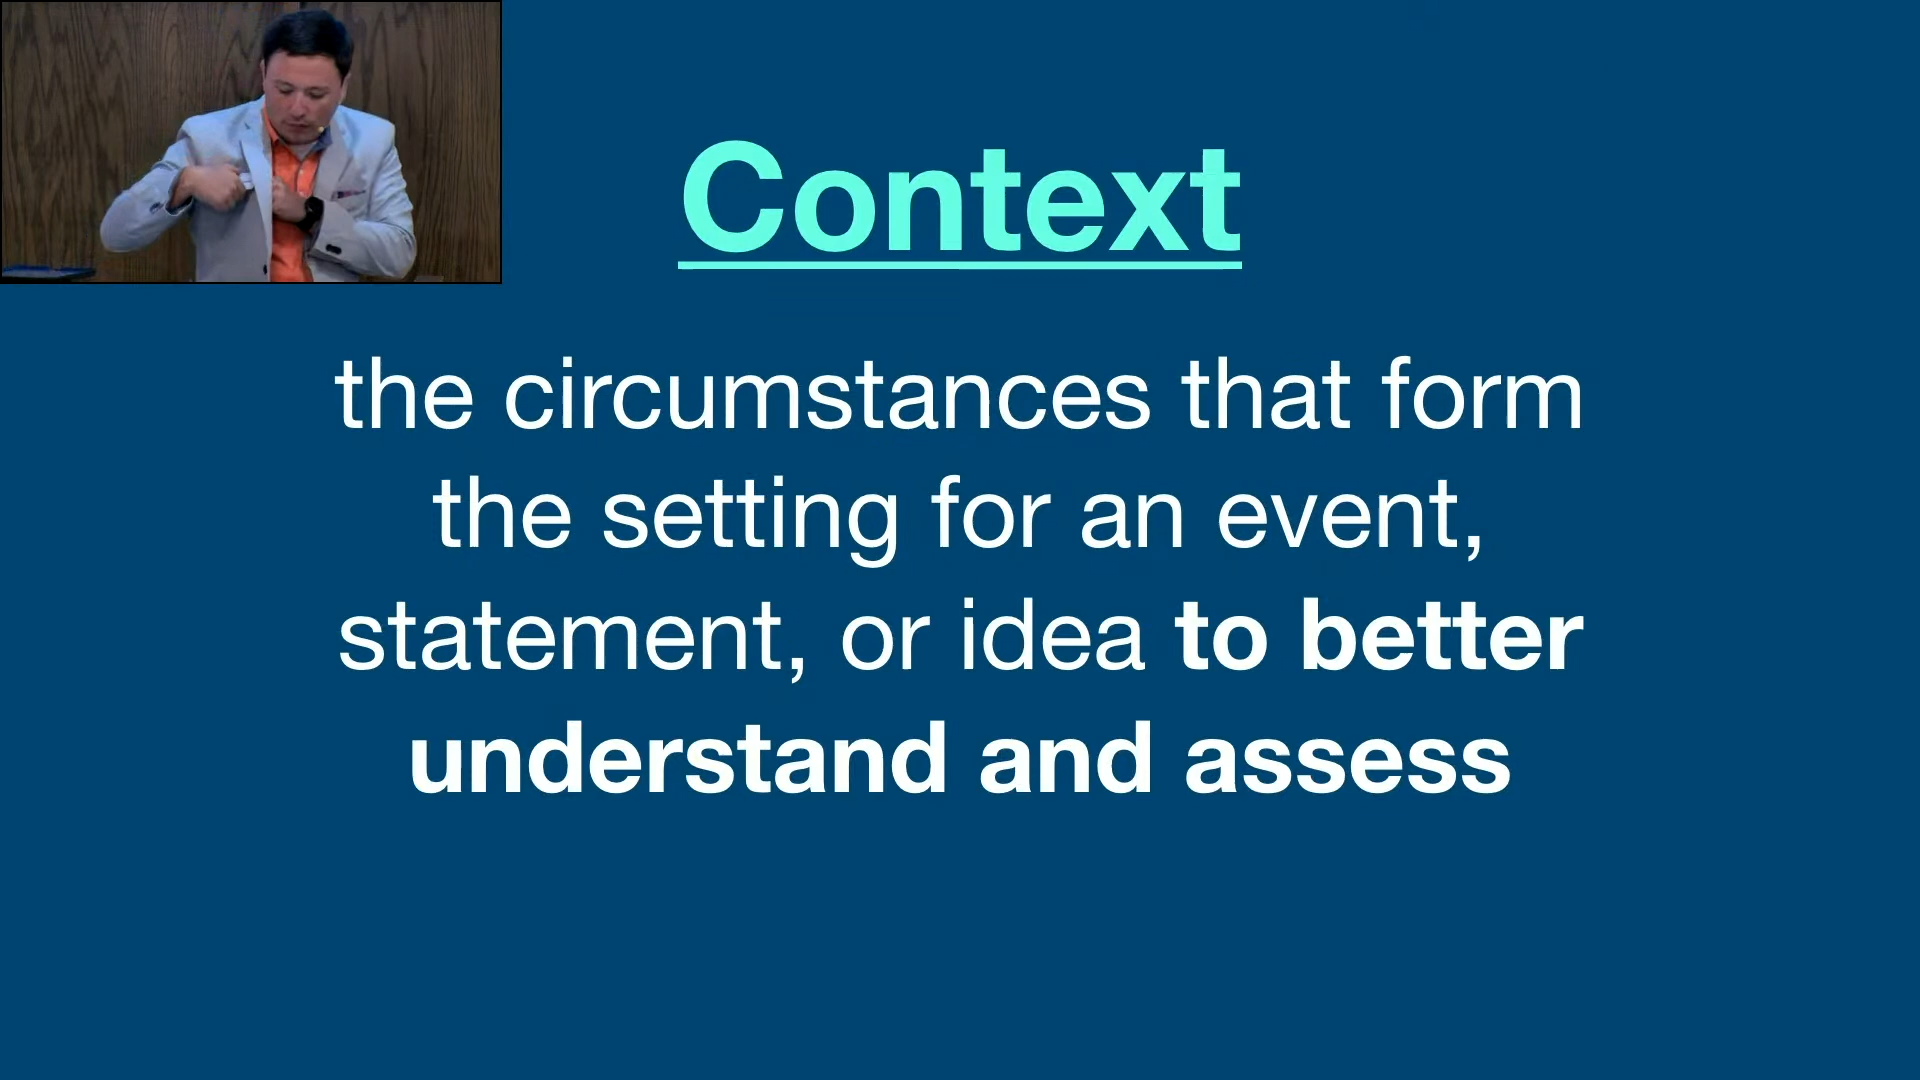 Context
the circumstances that form
the setting for an event,
statement, or idea to better
understand and assess